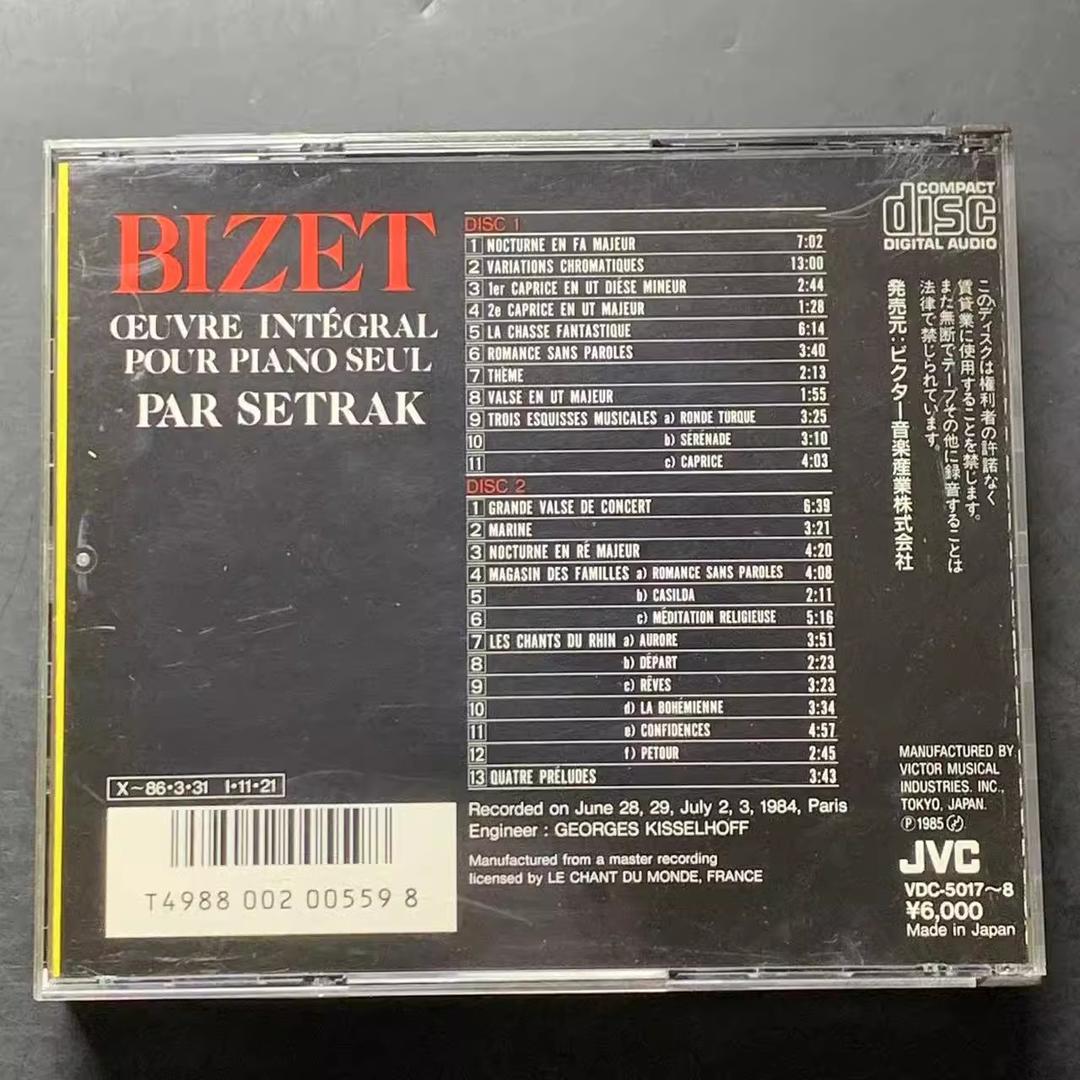 BIZET
ŒUVRE INTÉGRAL
POUR PIANO SEUL
PAR SETRAK
DISC 1
1 NOCTURNE EN FA MAJEUR 7:02
2 VARIATIONS CHROMATIQUES 13:00
3 1er CAPRICE EN UT DIÈSE MINEUR 2:44
4 2e CAPRICE EN UT MAJEUR 1:28
5 LA CHASSE FANTASTIQUE 6:14
6 ROMANCE SANS PAROLES 3:40
7 THÈME 2:13
8 VALSE EN UT MAJEUR 1:55
9 TROIS ESQUISSES MUSICALES a) RONDE TURQUE 3:25
10 b) SÉRÉNADE 3:10
11 c) CAPRICE 4:03
DISC 2
1 GRANDE VALSE DE CONCERT 6:39
2 MARINE 3:21
3 NOCTURNE EN RÉ MAJEUR 4:20
4 MAGASIN DES FAMILLES a) ROMANCE SANS PAROLES 4:08
5 b) CASILDA 2:11
6 c) MÉDITATION RELIGIEUSE 5:16
7 LES CHANTS DU RHIN a) AURORE 3:51
8 b) DÉPART 2:23
9 c) RÊVES 3:23
10 d) LA BOHÉMIENNE 3:34
11 e) CONFIDENCES 4:57
12 f) PETOUR 2:45
13 QUATRE PRÉLUDES 3:43
Recorded on June 28, 29, July 2, 3, 1984, Paris
Engineer : GEORGES KISSELHOFF
Manufactured from a master recording
licensed by LE CHANT DU MONDE, FRANCE
X~86・3・31 I・11・21
T4988 002 00559 8
COMPACT
disc
DIGITAL AUDIO
このディスクは権利者の許諾なく
賃貸業に使用することを禁じます。
また無断でテープその他に録音することは
法律で禁じられています。
発売元:ビクター音楽産業株式会社
MANUFACTURED BY
VICTOR MUSICAL
INDUSTRIES. INC.,
TOKYO, JAPAN.
Ⓟ1985
JVC
VDC-5017~8
¥6,000
Made in Japan